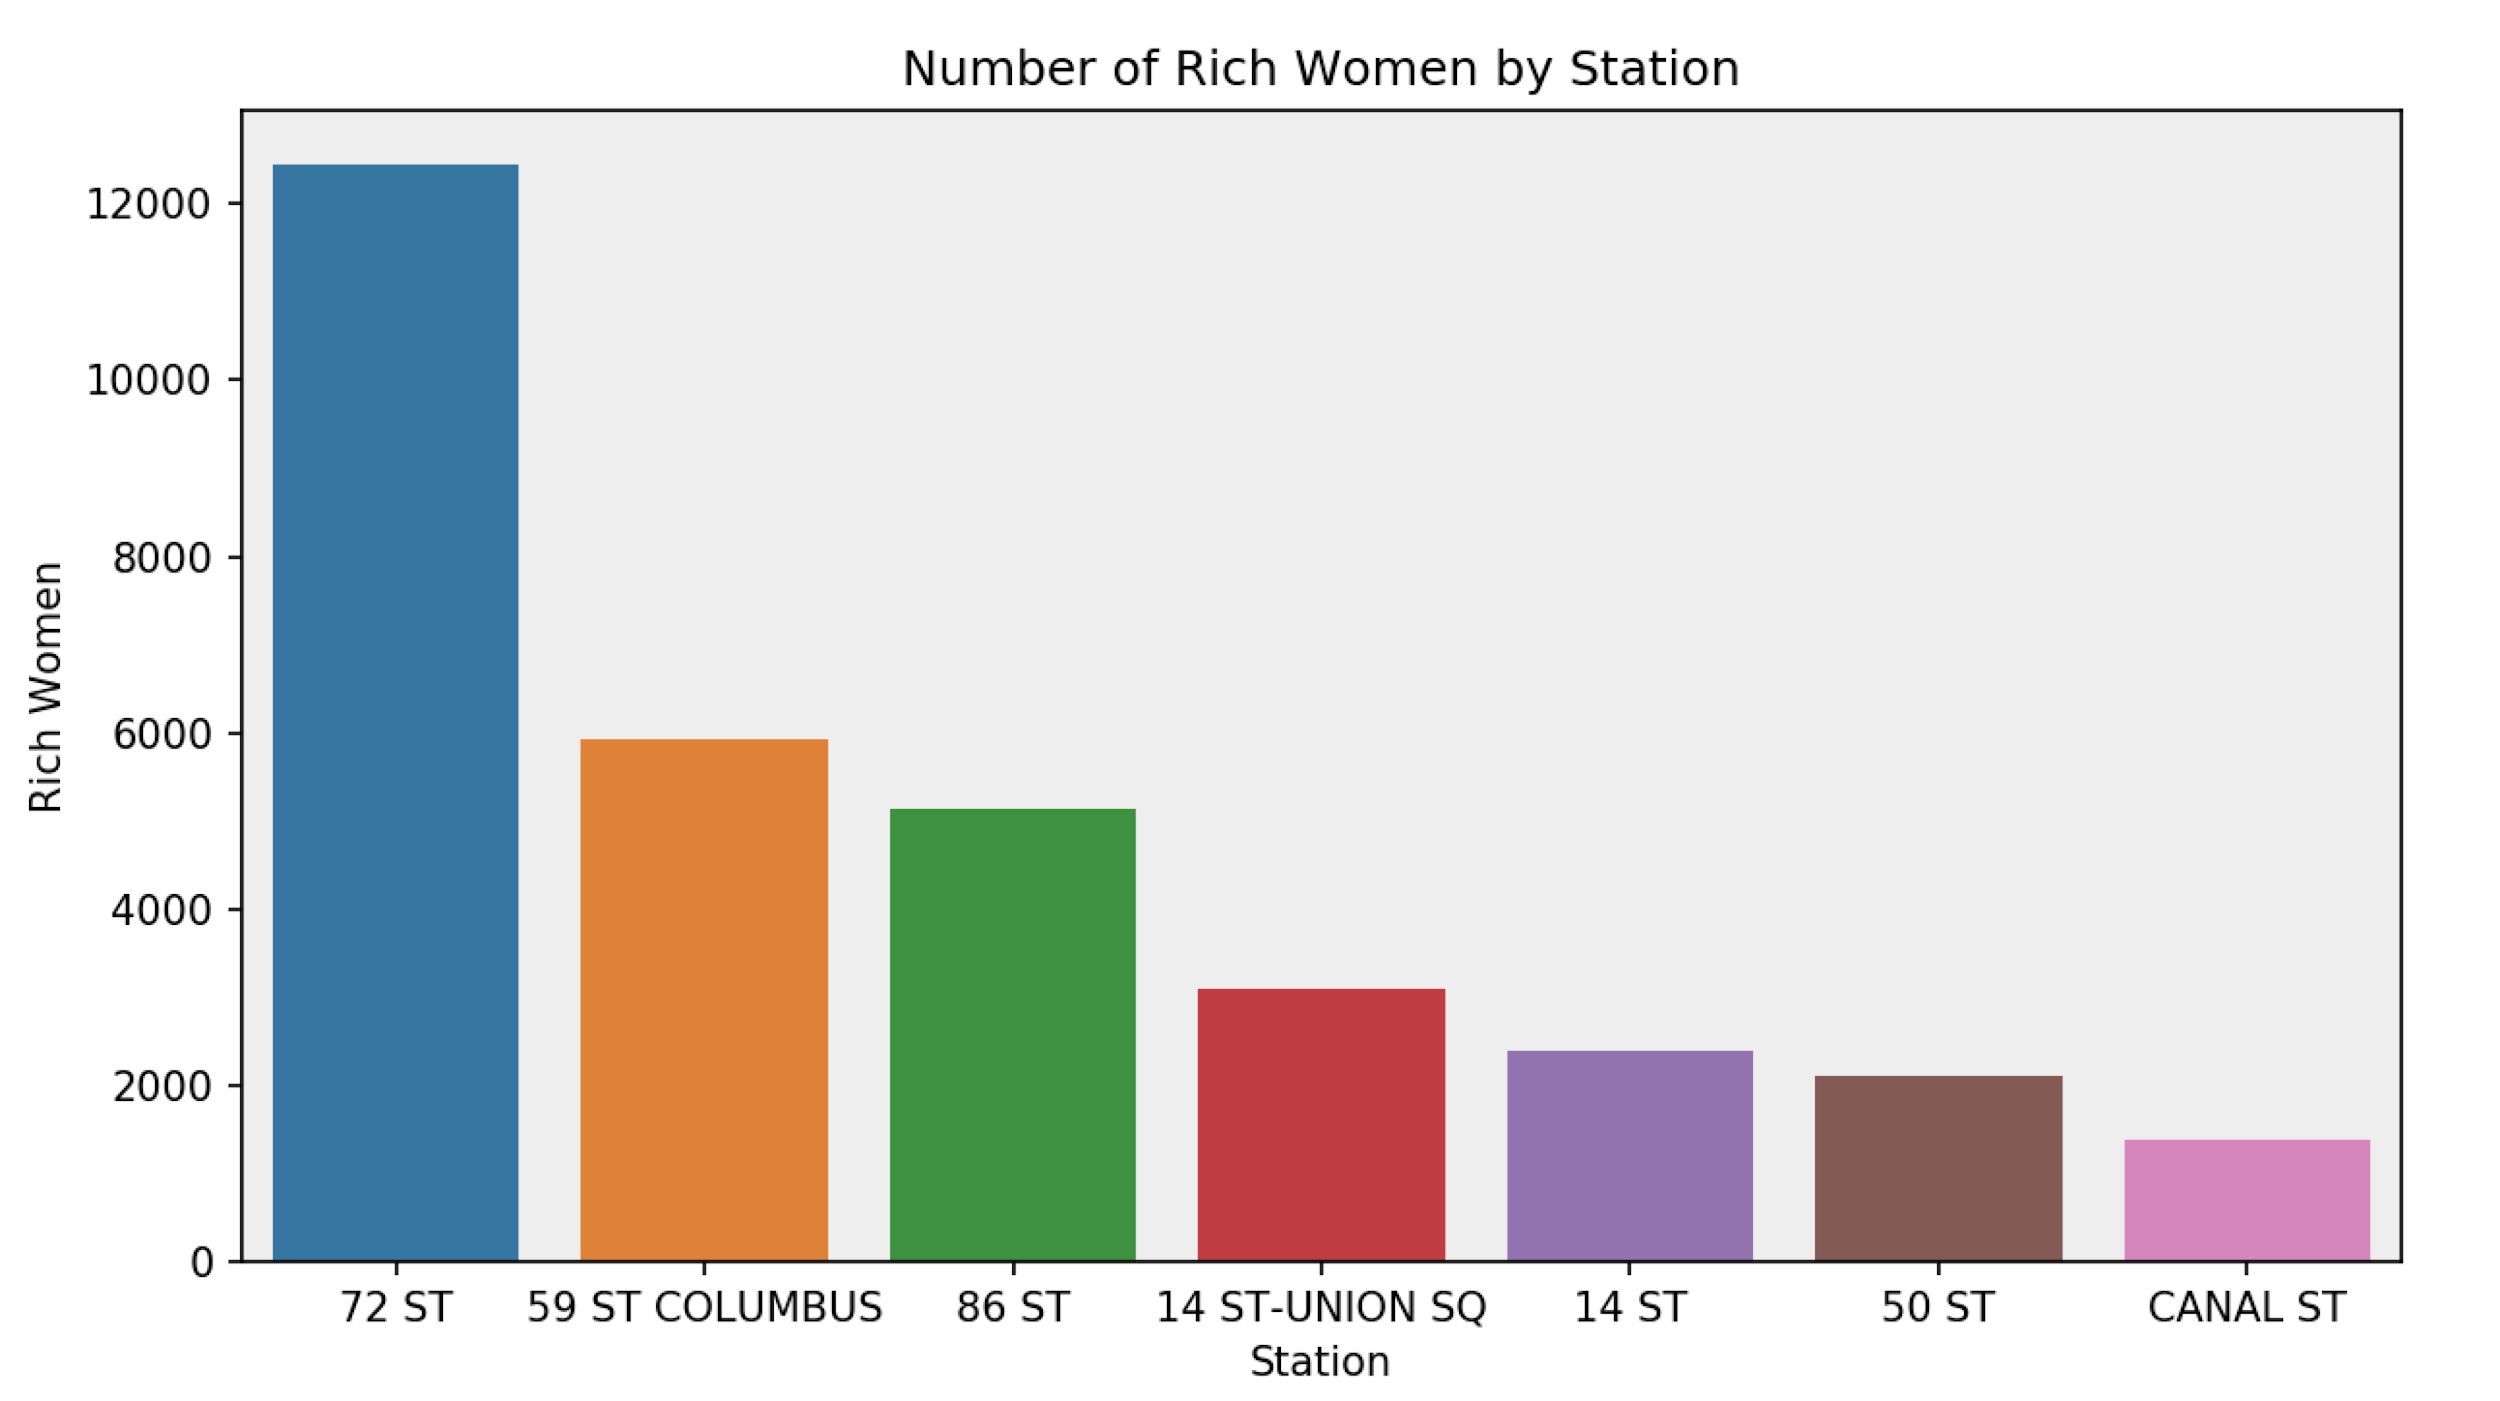 Number of Rich Women by Station
12000
10000
8000
6000
4000
2000
0
Rich Women
72 ST
59 ST COLUMBUS
86 ST
14 ST-UNION SQ
14 ST
50 ST
CANAL ST
Station